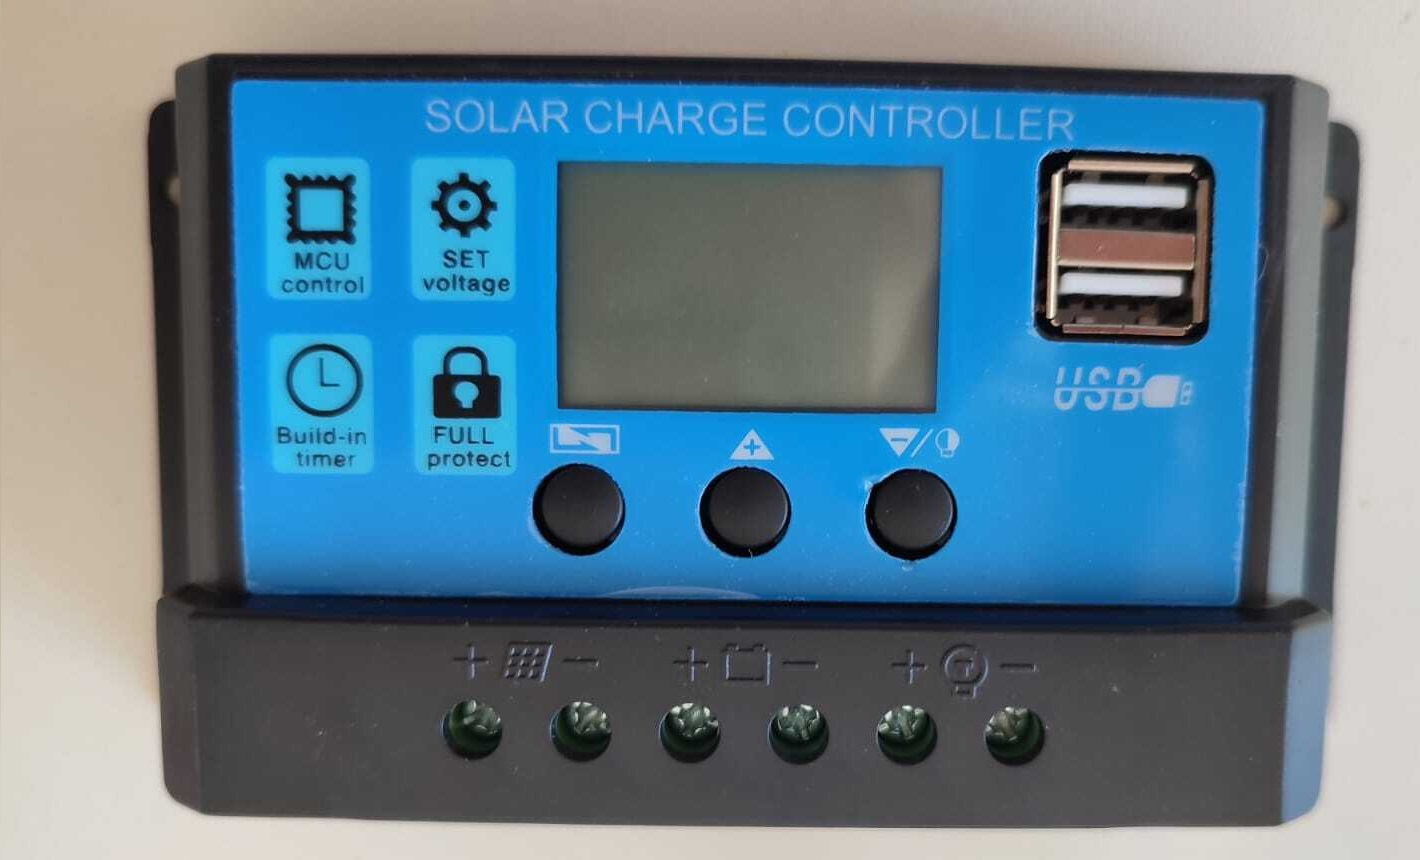 SOLAR CHARGE CONTROLLER
MCU
control
SET
voltage
Build-in
timer
FULL
protect
USB
+ -
+ -
+ -